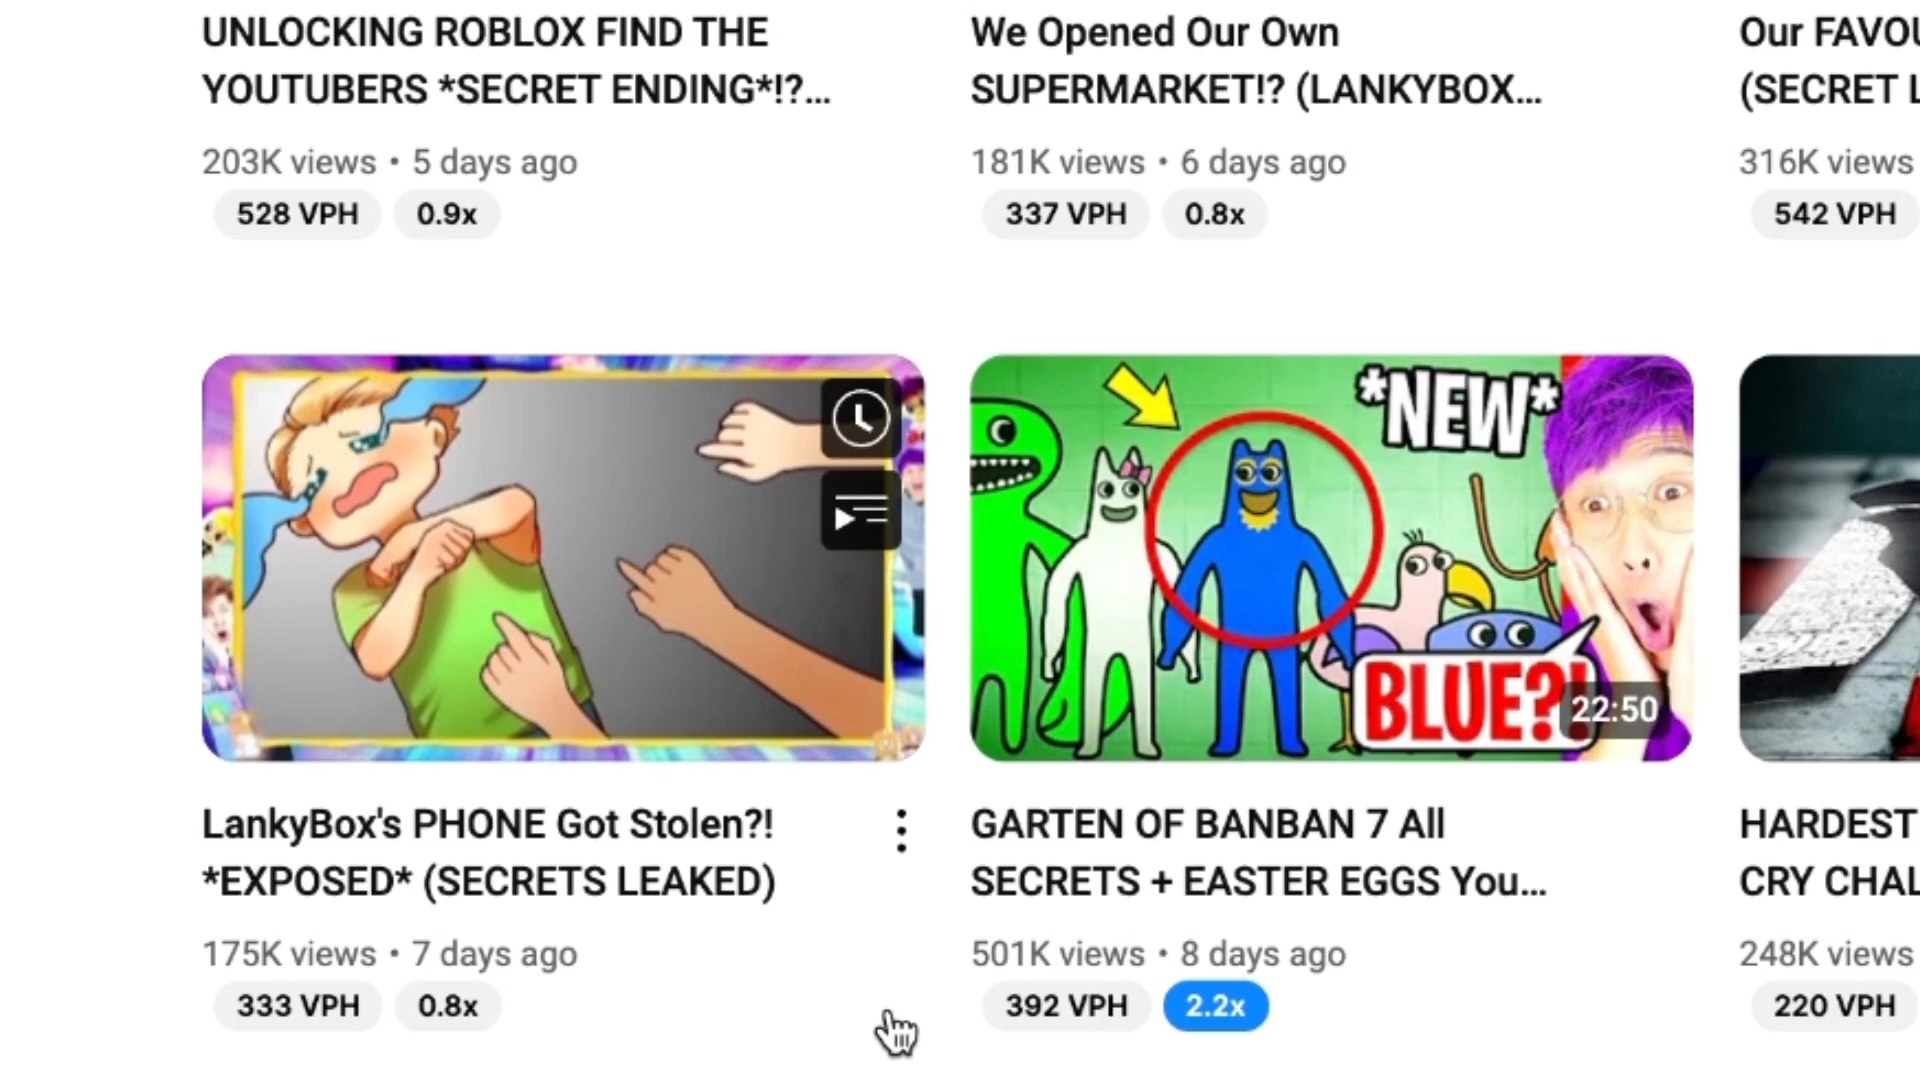 UNLOCKING ROBLOX FIND THE
YOUTUBERS *SECRET ENDING*!?...
203K views • 5 days ago
528 VPH 0.9x
We Opened Our Own
SUPERMARKET!? (LANKYBOX...
181K views • 6 days ago
337 VPH 0.8x
Our FAVOU
(SECRET L
316K views
542 VPH
*NEW*
BLUE?!
22:50
LankyBox's PHONE Got Stolen?!
*EXPOSED* (SECRETS LEAKED)
175K views • 7 days ago
333 VPH 0.8x
GARTEN OF BANBAN 7 All
SECRETS + EASTER EGGS You...
501K views • 8 days ago
392 VPH 2.2x
HARDEST
CRY CHAL
248K views
220 VPH